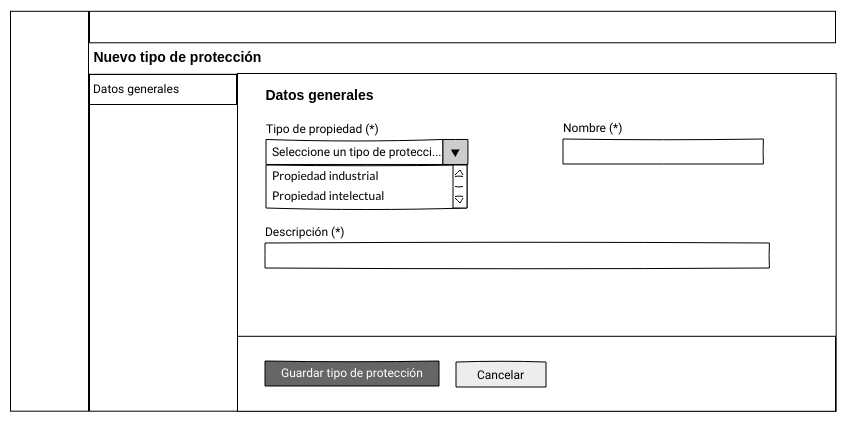 Nuevo tipo de protección
Datos generales
Datos generales
Tipo de propiedad (*)
Nombre (*)
Seleccione un tipo de protecci...
Propiedad industrial
Propiedad intelectual
Descripción (*)
Guardar tipo de protección
Cancelar